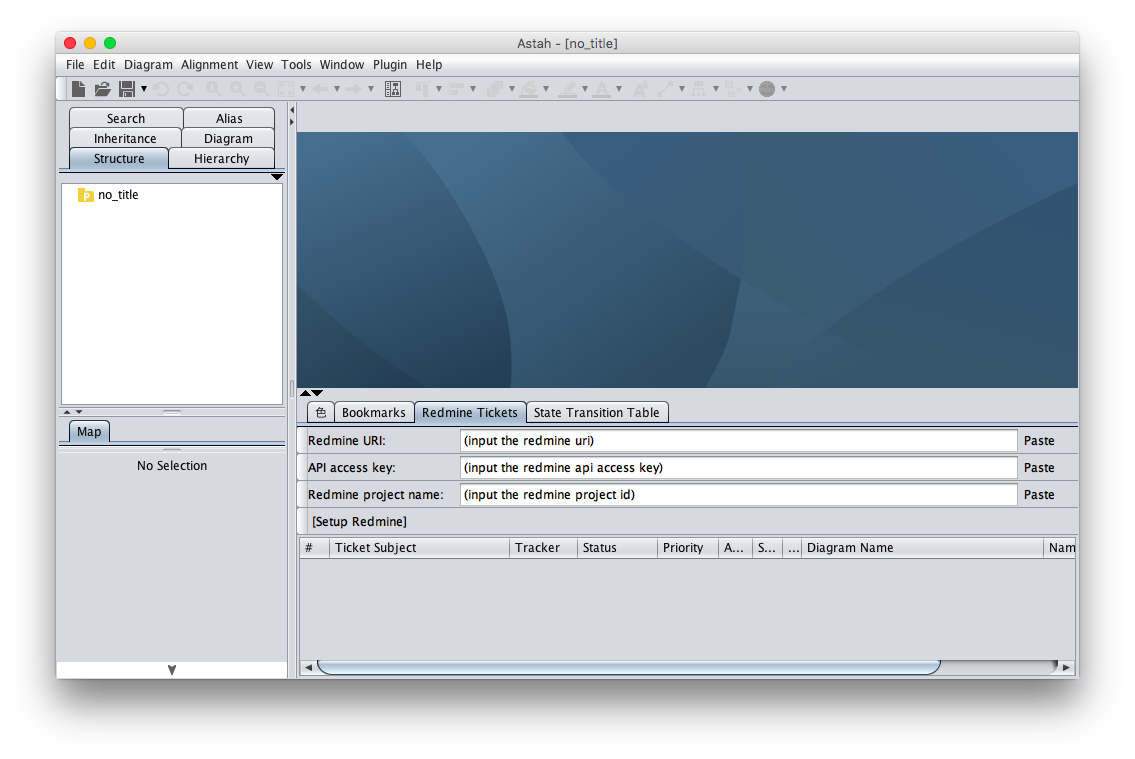 Astah - [no_title]
File Edit Diagram Alignment View Tools Window Plugin Help
Search Alias
Inheritance Diagram
Structure Hierarchy
no_title
Map
No Selection
色 Bookmarks Redmine Tickets State Transition Table
Redmine URI: (input the redmine uri) Paste
API access key: (input the redmine api access key) Paste
Redmine project name: (input the redmine project id) Paste
[Setup Redmine]
# Ticket Subject Tracker Status Priority A... S... ... Diagram Name Nam